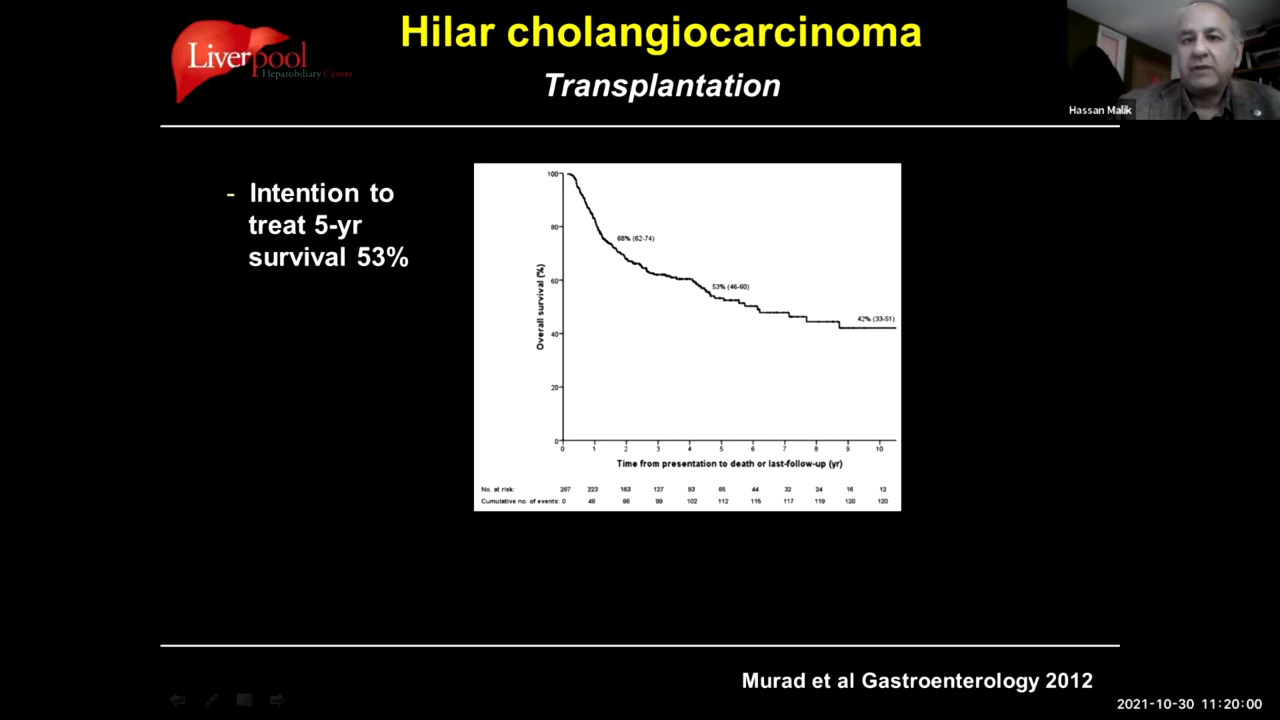 Hilar cholangiocarcinoma
Liverpool
Hepatobiliary Centre
Transplantation
Hassan Malik
- Intention to
treat 5-yr
survival 53%
100
80
60
40
20
0
Overall survival (%)
68% (62-74)
53% (46-60)
42% (33-51)
0 1 2 3 4 5 6 7 8 9 10
Time from presentation to death or last-follow-up (yr)
No. at risk: 287 223 163 127 93 65 44 32 24 16 12
Cumulative no. of events: 0 48 86 99 102 112 115 117 119 120 120
Murad et al Gastroenterology 2012
2021-10-30 11:20:00